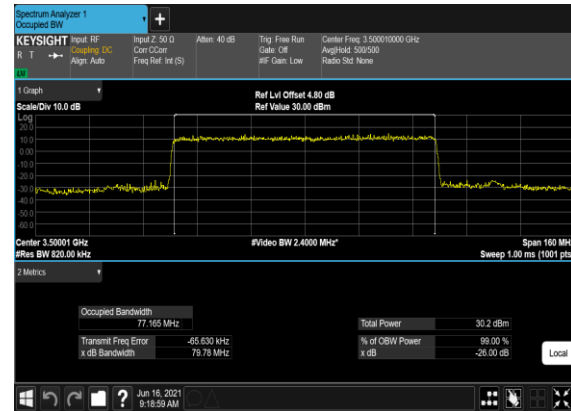 Spectrum Analyzer 1
Occupied BW
KEYSIGHT
R T
LXI
Input: RF
Coupling: DC
Align: Auto
Input Z: 50 Ω
Corr CCorr
Freq Ref: Int (S)
Atten: 40 dB
Trig: Free Run
Gate: Off
#IF Gain: Low
Center Freq: 3.500010000 GHz
Avg|Hold: 500/500
Radio Std: None
1 Graph
Scale/Div 10.0 dB
Ref Lvl Offset 4.80 dB
Ref Value 30.00 dBm
Log
20.0
10.0
0.00
-10.0
-20.0
-30.0
-40.0
-50.0
-60.0
Center 3.50001 GHz
#Res BW 820.00 kHz
#Video BW 2.4000 MHz*
Span 160 MH
Sweep 1.00 ms (1001 pts
2 Metrics
Occupied Bandwidth
77.165 MHz
Total Power 30.2 dBm
Transmit Freq Error -65.630 kHz
% of OBW Power 99.00 %
x dB Bandwidth 79.78 MHz
x dB -26.00 dB
Local
?
Jun 16, 2021
9:18:59 AM